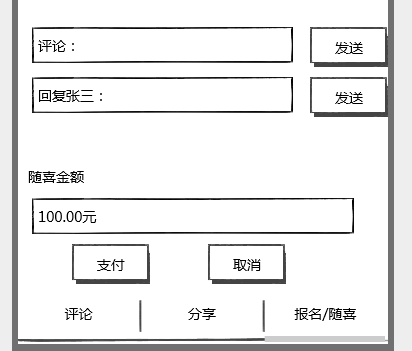 评论： 发送
回复张三： 发送
随喜金额
100.00元
支付 取消
评论 分享 报名/随喜